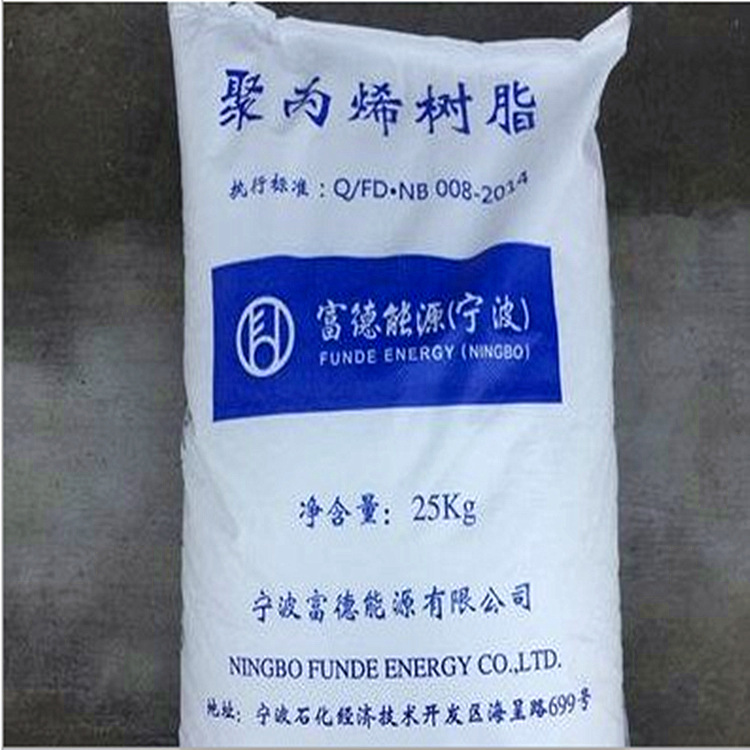 聚丙烯树脂
执行标准：Q/FD•NB 008-2014
富德能源(宁波)
FUNDE ENERGY (NINGBO)
净含量：25Kg
宁波富德能源有限公司
NINGBO FUNDE ENERGY CO.,LTD.
地址：宁波石化经济技术开发区海呈路699号